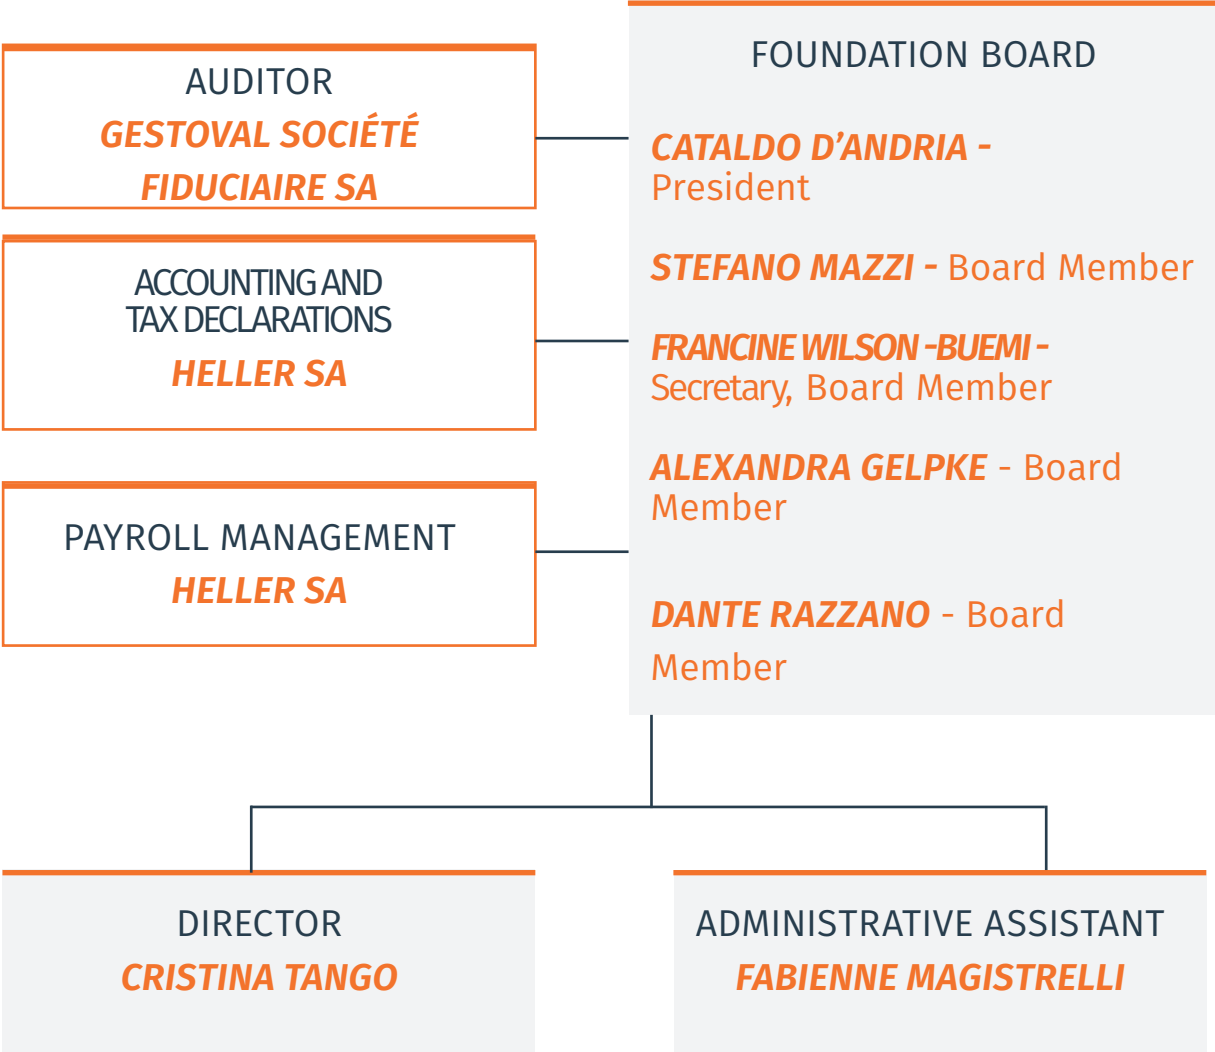 AUDITOR
GESTOVAL SOCIÉTÉ
FIDUCIAIRE SA
ACCOUNTING AND
TAX DECLARATIONS
HELLER SA
PAYROLL MANAGEMENT
HELLER SA
FOUNDATION BOARD
CATALDO D’ANDRIA -
President
STEFANO MAZZI - Board Member
FRANCINE WILSON -BUEMI -
Secretary, Board Member
ALEXANDRA GELPKE - Board
Member
DANTE RAZZANO - Board
Member
DIRECTOR
CRISTINA TANGO
ADMINISTRATIVE ASSISTANT
FABIENNE MAGISTRELLI